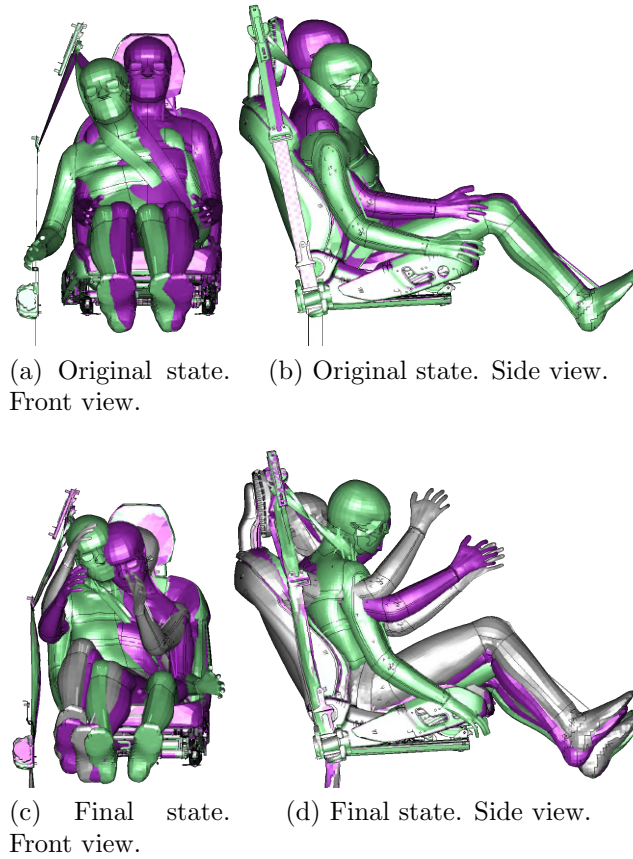 (a) Original state.
Front view.
(b) Original state. Side view.
(c) Final state.
Front view.
(d) Final state. Side view.